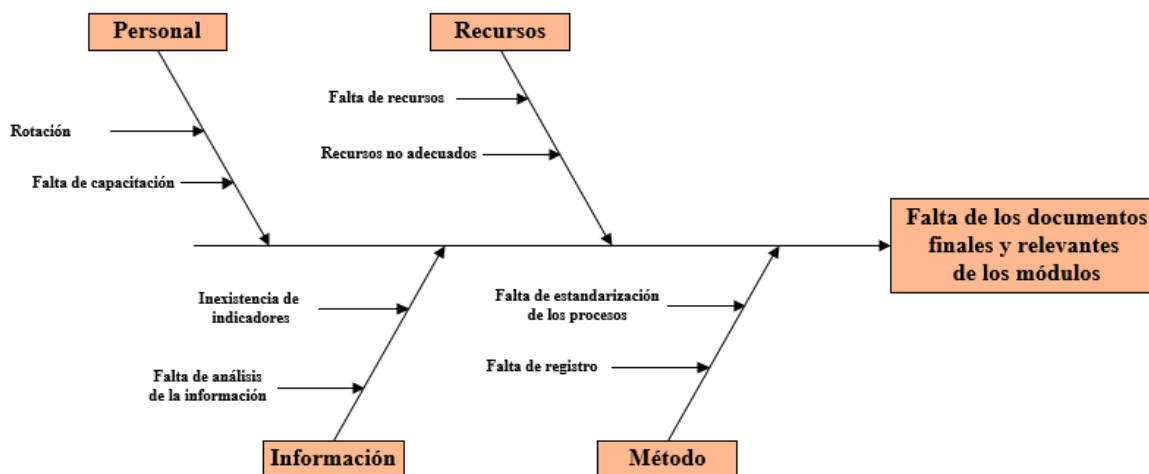 Personal
Recursos
Falta de recursos
Rotación
Recursos no adecuados
Falta de capacitación
Falta de los documentos
finales y relevantes
de los módulos
Inexistencia de
indicadores
Falta de estandarización
de los procesos
Falta de análisis
de la información
Falta de registro
Información
Método